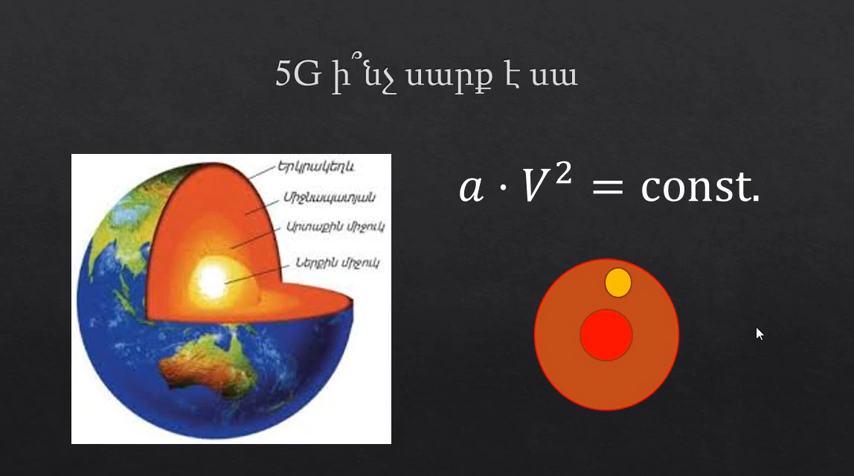 5G ի՞նչ սարք է սա
Երկրակեղև
Միջնապատյան
Արտաքին միջուկ
Ներքին միջուկ
a · V² = const.